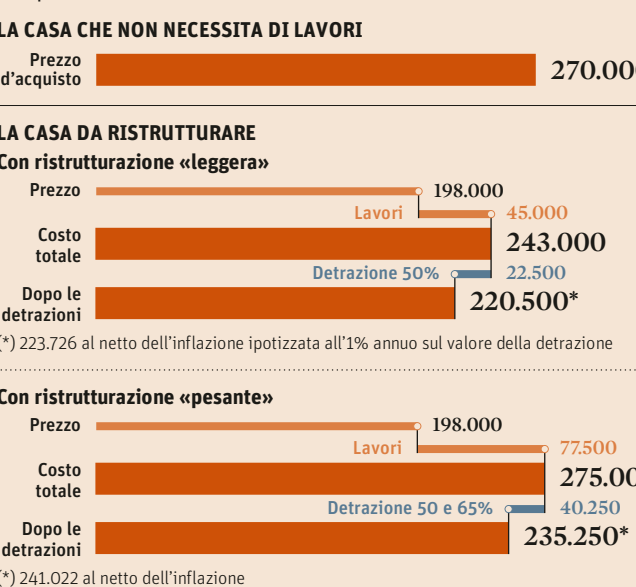 LA CASA CHE NON NECESSITA DI LAVORI
Prezzo
d'acquisto
LA CASA DA RISTRUTTURARE
Con ristrutturazione «leggera»
Prezzo
198.000
Lavori
45.000
Costo
totale
243.000
Detrazione 50%
22.500
Dopo le
detrazioni
220.500*
(*) 223.726 al netto dell'inflazione ipotizzata all'1% annuo sul valore della detrazione
Con ristrutturazione «pesante»
Prezzo
198.000
Lavori
77.500
Costo
totale
Detrazione 50 e 65%
40.250
Dopo le
detrazioni
235.250*
(*) 241.022 al netto dell'inflazione